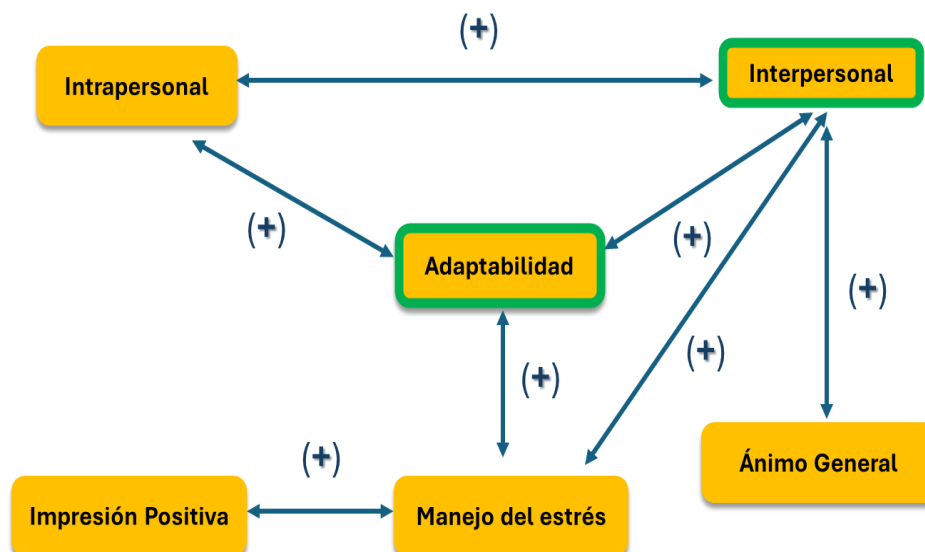 (+)
Intrapersonal
Interpersonal
(+)
(+)
Adaptabilidad
(+)
(+)
(+)
(+)
Ánimo General
Impresión Positiva
Manejo del estrés